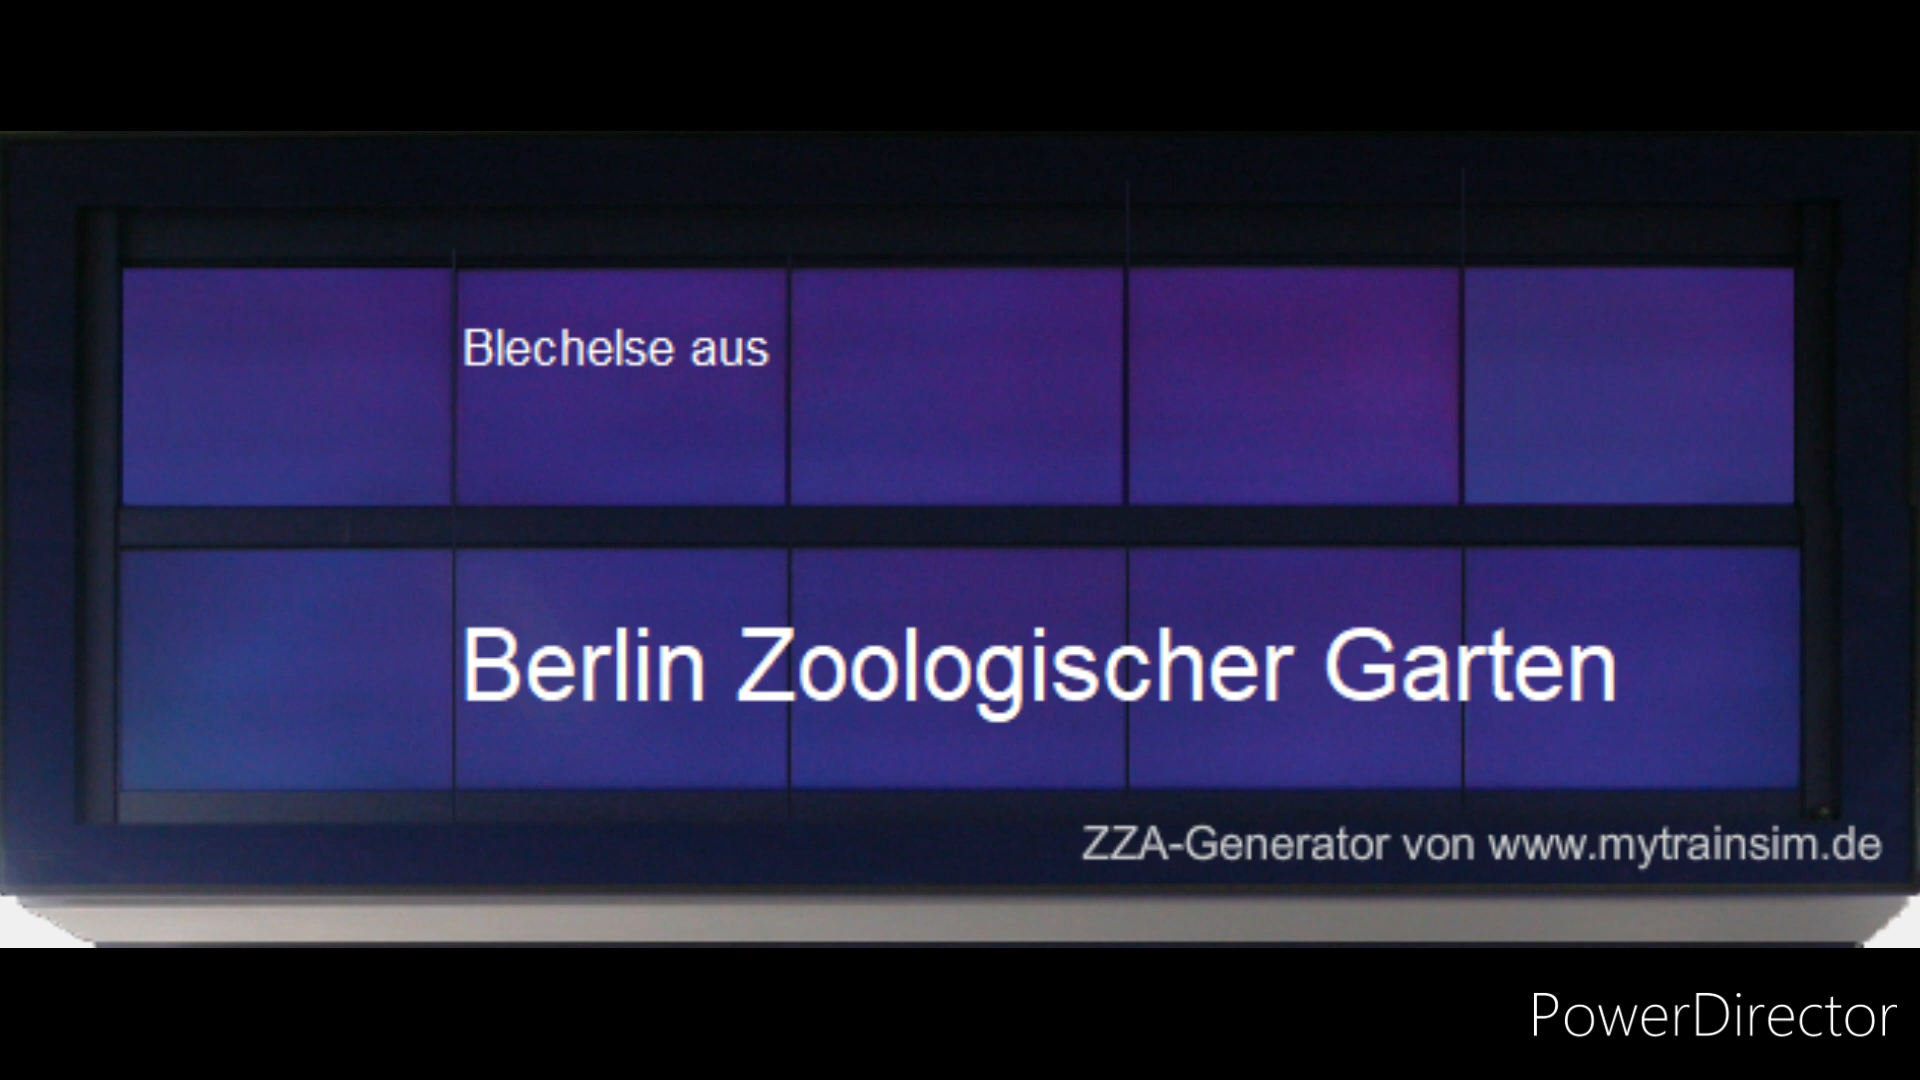 Blechelse aus
Berlin Zoologischer Garten
ZZA-Generator von www.mytrainsim.de
PowerDirector